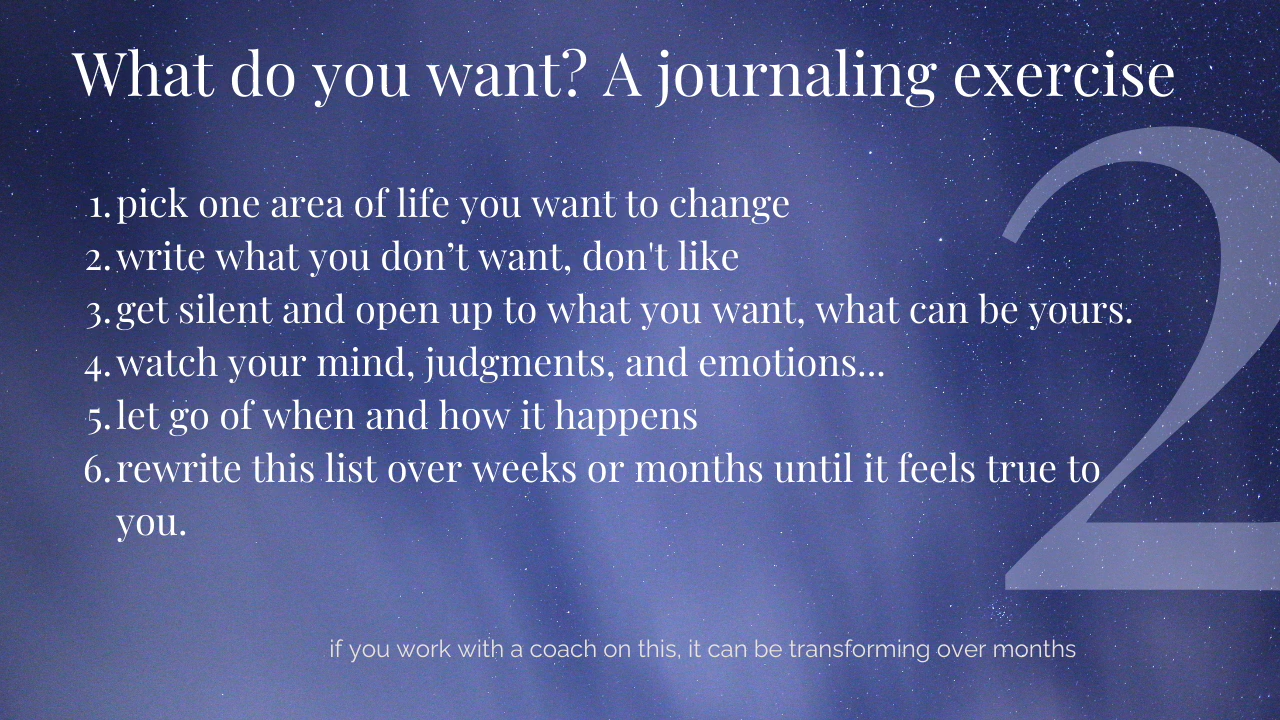 What do you want? A journaling exercise
1. pick one area of life you want to change
2. write what you don’t want, don't like
3. get silent and open up to what you want, what can be yours.
4. watch your mind, judgments, and emotions...
5. let go of when and how it happens
6. rewrite this list over weeks or months until it feels true to
you.
2
if you work with a coach on this, it can be transforming over months